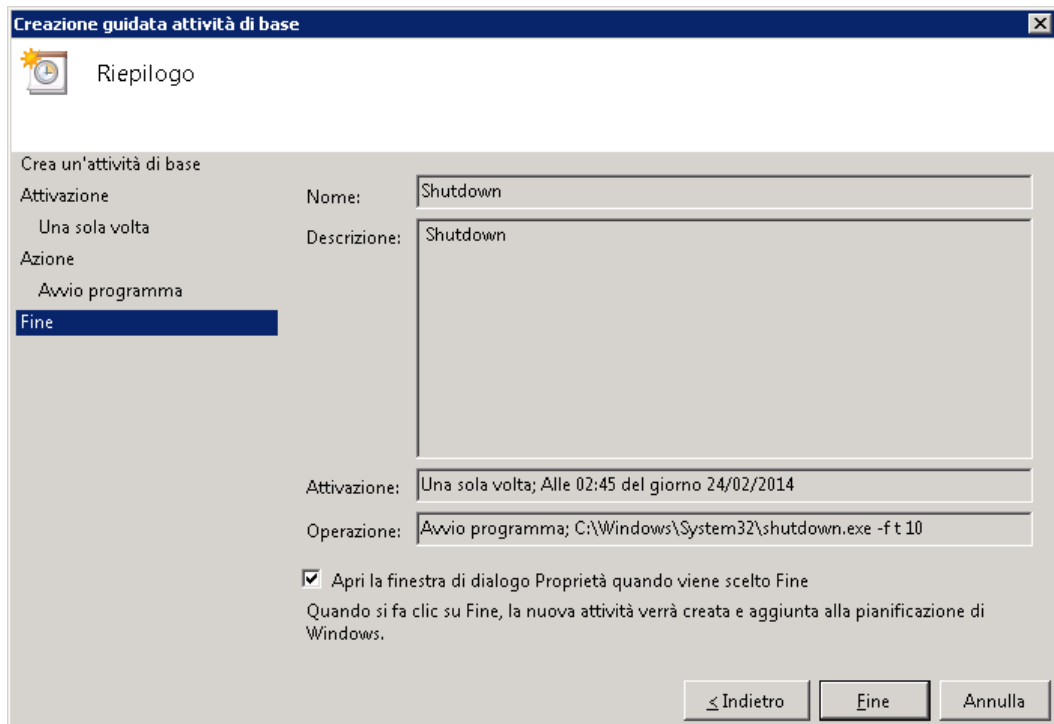 Creazione guidata attività di base
Riepilogo
Crea un'attività di base
Attivazione
Una sola volta
Azione
Avvio programma
Fine
Nome:
Shutdown
Descrizione:
Shutdown
Attivazione:
Una sola volta; Alle 02:45 del giorno 24/02/2014
Operazione:
Avvio programma; C:\Windows\System32\shutdown.exe -f t 10
Apri la finestra di dialogo Proprietà quando viene scelto Fine
Quando si fa clic su Fine, la nuova attività verrà creata e aggiunta alla pianificazione di
Windows.
< Indietro
Fine
Annulla